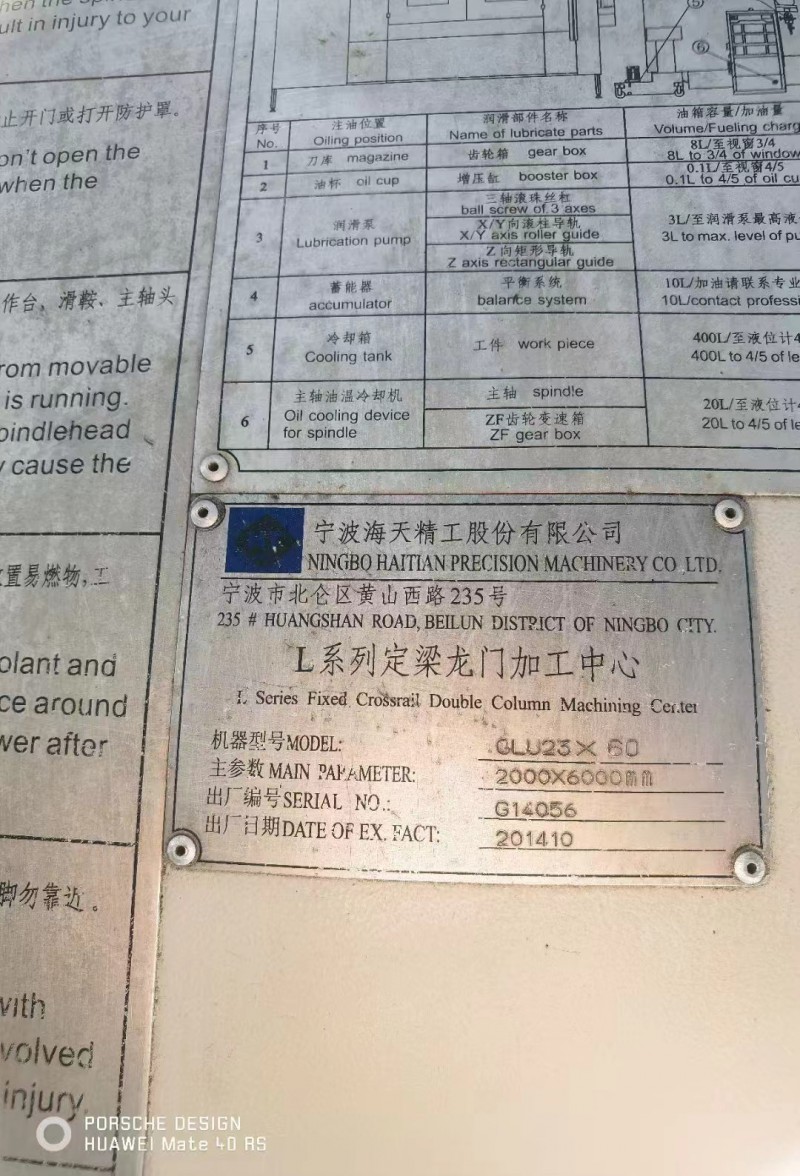 ult in injury to your
止开门或打开防护罩.
on't open the
when the
作台、滑鞍、主轴头
rom movable
is running.
pindlehead
y cause the
置易燃物,工
olant and
ce around
wer after
脚勿靠近。
with
volved
injury.
⑤
⑥
序号 注油位置 润滑部件名称 油箱容量/加油量
No. Oiling position Name of lubricate parts Volume/Fueling charg
1 刀库 magazine 齿轮箱 gear box 8L/至视窗3/4
8L to 3/4 of window
2 油杯 oil cup 增压缸 booster box 0.1L/至视窗4/5
0.1L to 4/5 of oil cu
3 润滑泵 Lubrication pump
三轴滚珠丝杠
ball screw of 3 axes
X/Y向滚柱导轨
X/Y axis roller guide
Z向矩形导轨
Z axis rectangular guide
3L/至润滑泵最高液
3L to max. level of pu
4 蓄能器 平衡系统 10L/加油请联系专业
accumulator balance system 10L/contact professi
5 冷却箱 工件 work piece 400L/至液位计4
Cooling tank 400L to 4/5 of le
6 主轴油温冷却机
Oil cooling device
for spindle
主轴 spindle
ZF齿轮变速箱
ZF gear box
20L/至液位计4
20L to 4/5 of le
宁波海天精工股份有限公司
NINGBO HAITIAN PRECISION MACHINERY CO.,LTD.
宁波市北仑区黄山西路235号
235 # HUANGSHAN ROAD, BEILUN DISTRICT OF NINGBO CITY.
L系列定梁龙门加工中心
L Series Fixed Crossrail Double Column Machining Center
机器型号MODEL: GLU23X60
主参数 MAIN PARAMETER: 2000X6000mm
出厂编号SERIAL NO.: G14056
出厂日期DATE OF EX. FACT: 201410
PORSCHE DESIGN
HUAWEI Mate 40 RS